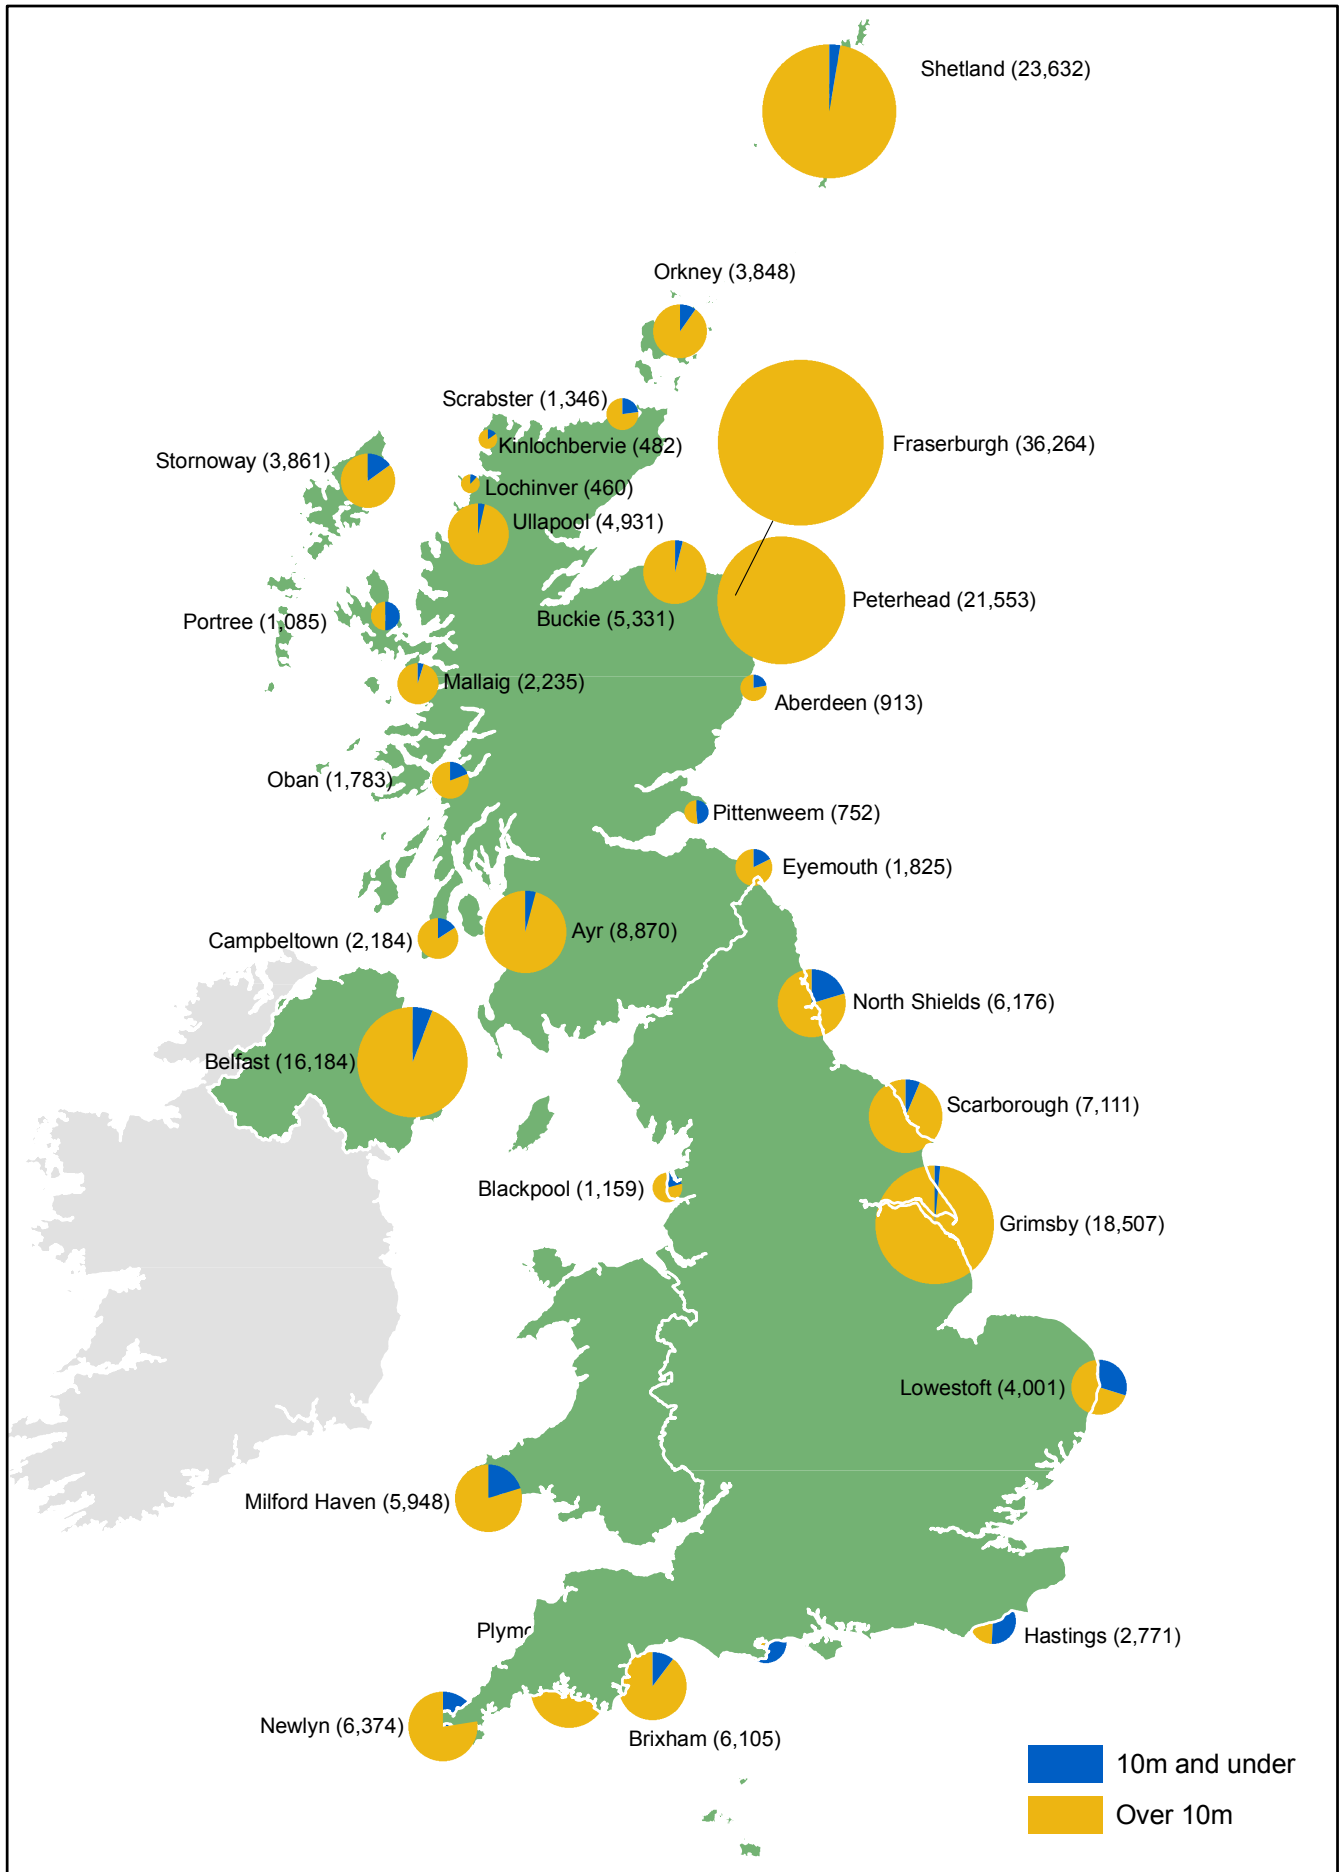 Shetland (23,632)
Orkney (3,848)
Scrabster (1,346)
Fraserburgh (36,264)
Kinlochbervie (482)
Stornoway (3,861)
Lochinver (460)
Ullapool (4,931)
Peterhead (21,553)
Buckie (5,331)
Portree (1,085)
Mallaig (2,235)
Aberdeen (913)
Oban (1,783)
Pittenweem (752)
Eyemouth (1,825)
Ayr (8,870)
Campbeltown (2,184)
North Shields (6,176)
Belfast (16,184)
Scarborough (7,111)
Blackpool (1,159)
Grimsby (18,507)
Lowestoft (4,001)
Milford Haven (5,948)
Plymo
Hastings (2,771)
Newlyn (6,374)
Brixham (6,105)
10m and under
Over 10m